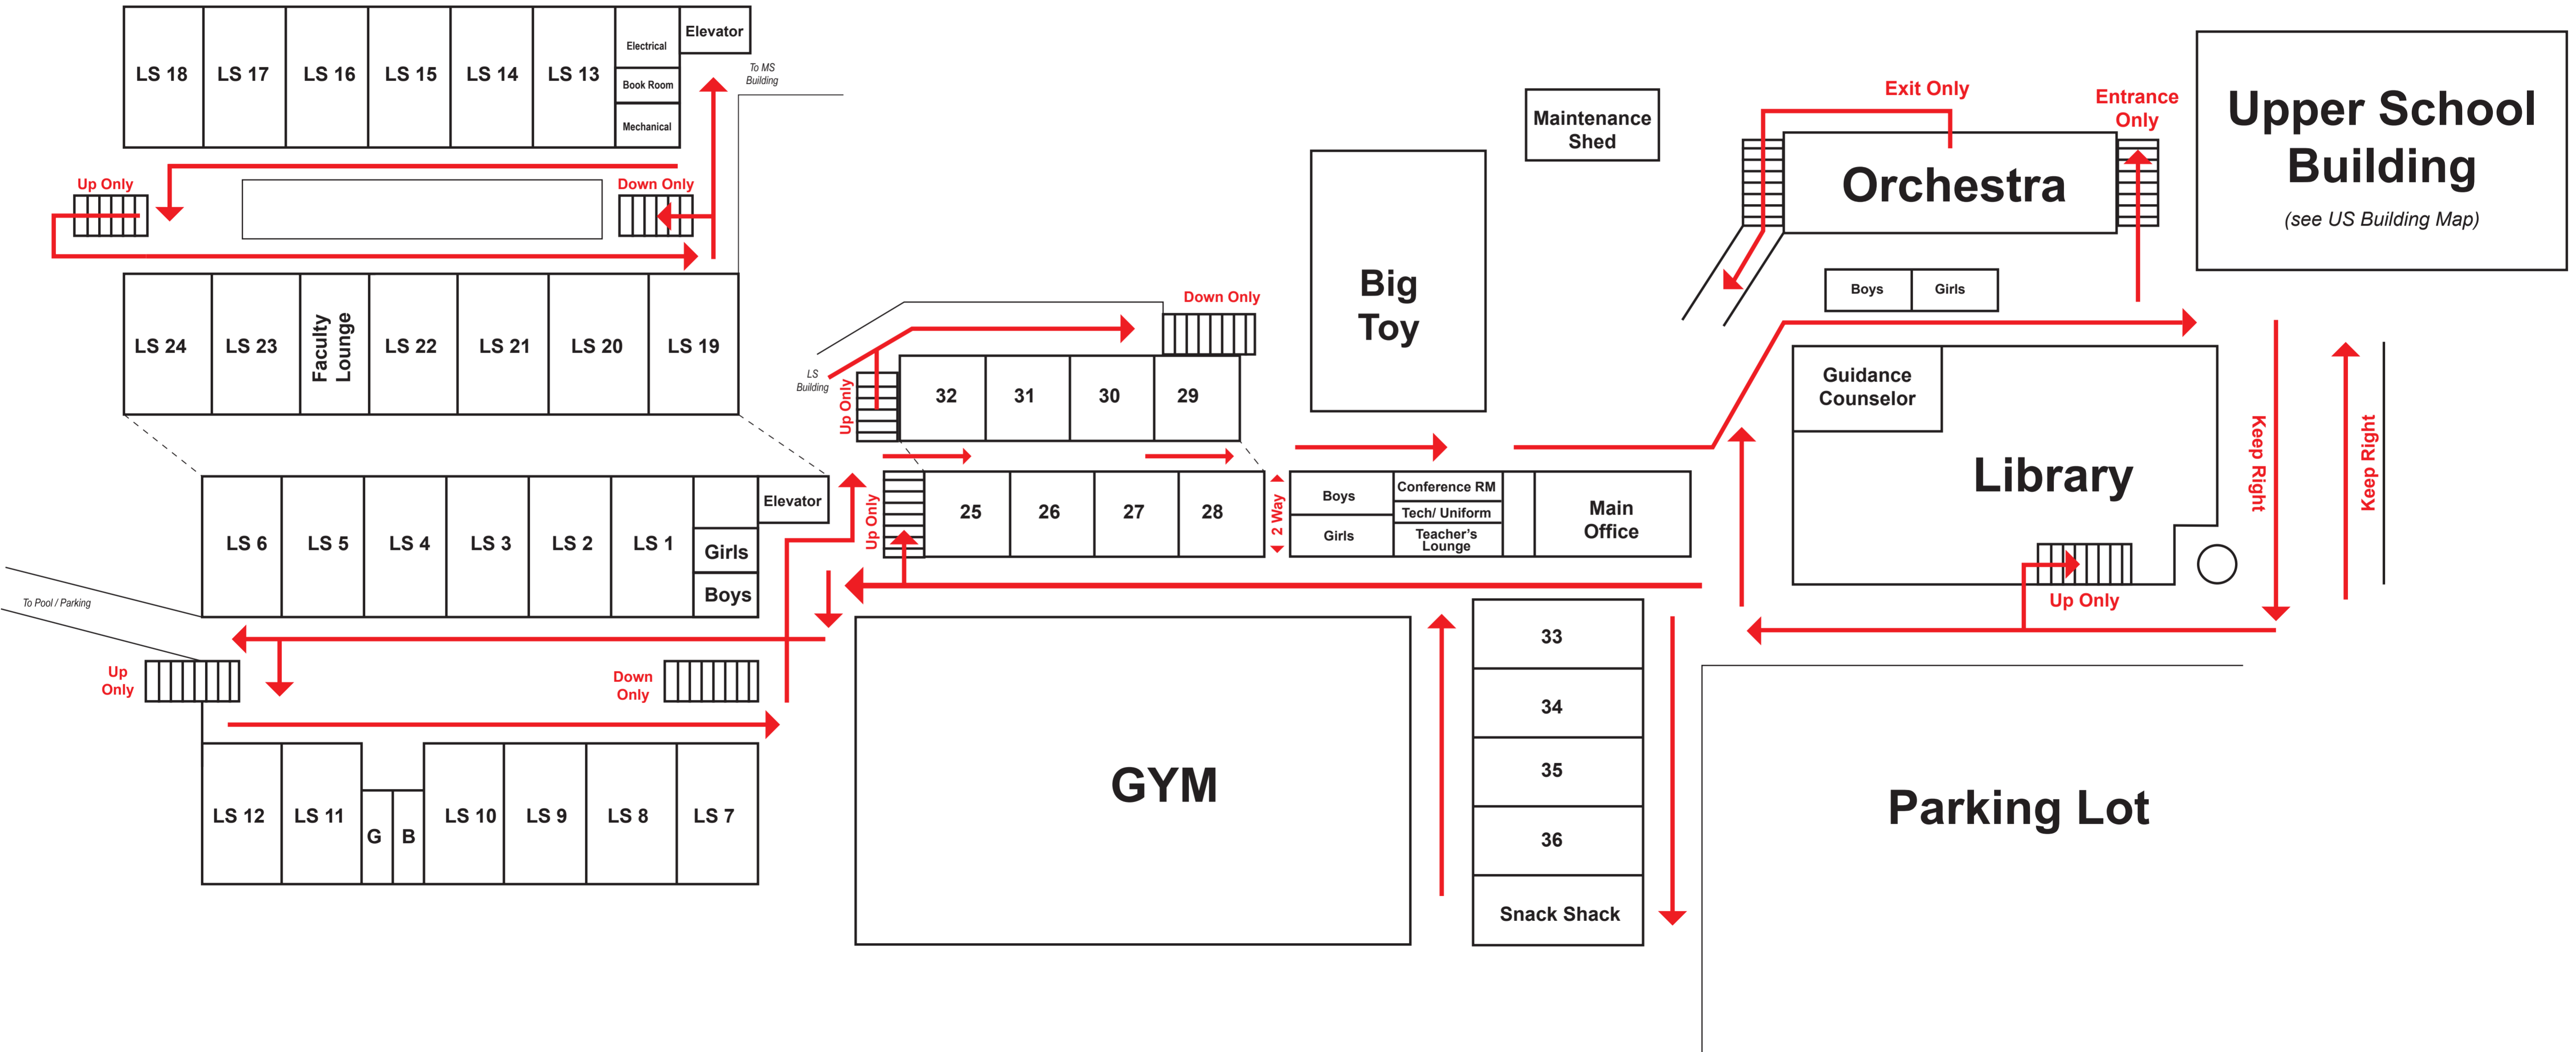 LS 18
LS 17
LS 16
LS 15
LS 14
LS 13
Electrical
Book Room
Mechanical
Elevator
To MS
Building
Up Only
Down Only
LS 24
LS 23
Faculty
Lounge
LS 22
LS 21
LS 20
LS 19
LS 6
LS 5
LS 4
LS 3
LS 2
LS 1
Girls
Boys
Elevator
To Pool / Parking
Up
Only
Down
Only
LS 12
LS 11
G
B
LS 10
LS 9
LS 8
LS 7
LS
Building
Up Only
Down Only
32
31
30
29
Up Only
25
26
27
28
2 Way
Boys
Girls
Conference RM
Tech/ Uniform
Teacher's
Lounge
Main
Office
Big
Toy
Maintenance
Shed
GYM
33
34
35
36
Snack Shack
Exit Only
Orchestra
Entrance
Only
Boys
Girls
Upper School
Building
(see US Building Map)
Guidance
Counselor
Library
Up Only
Keep Right
Keep Right
Parking Lot